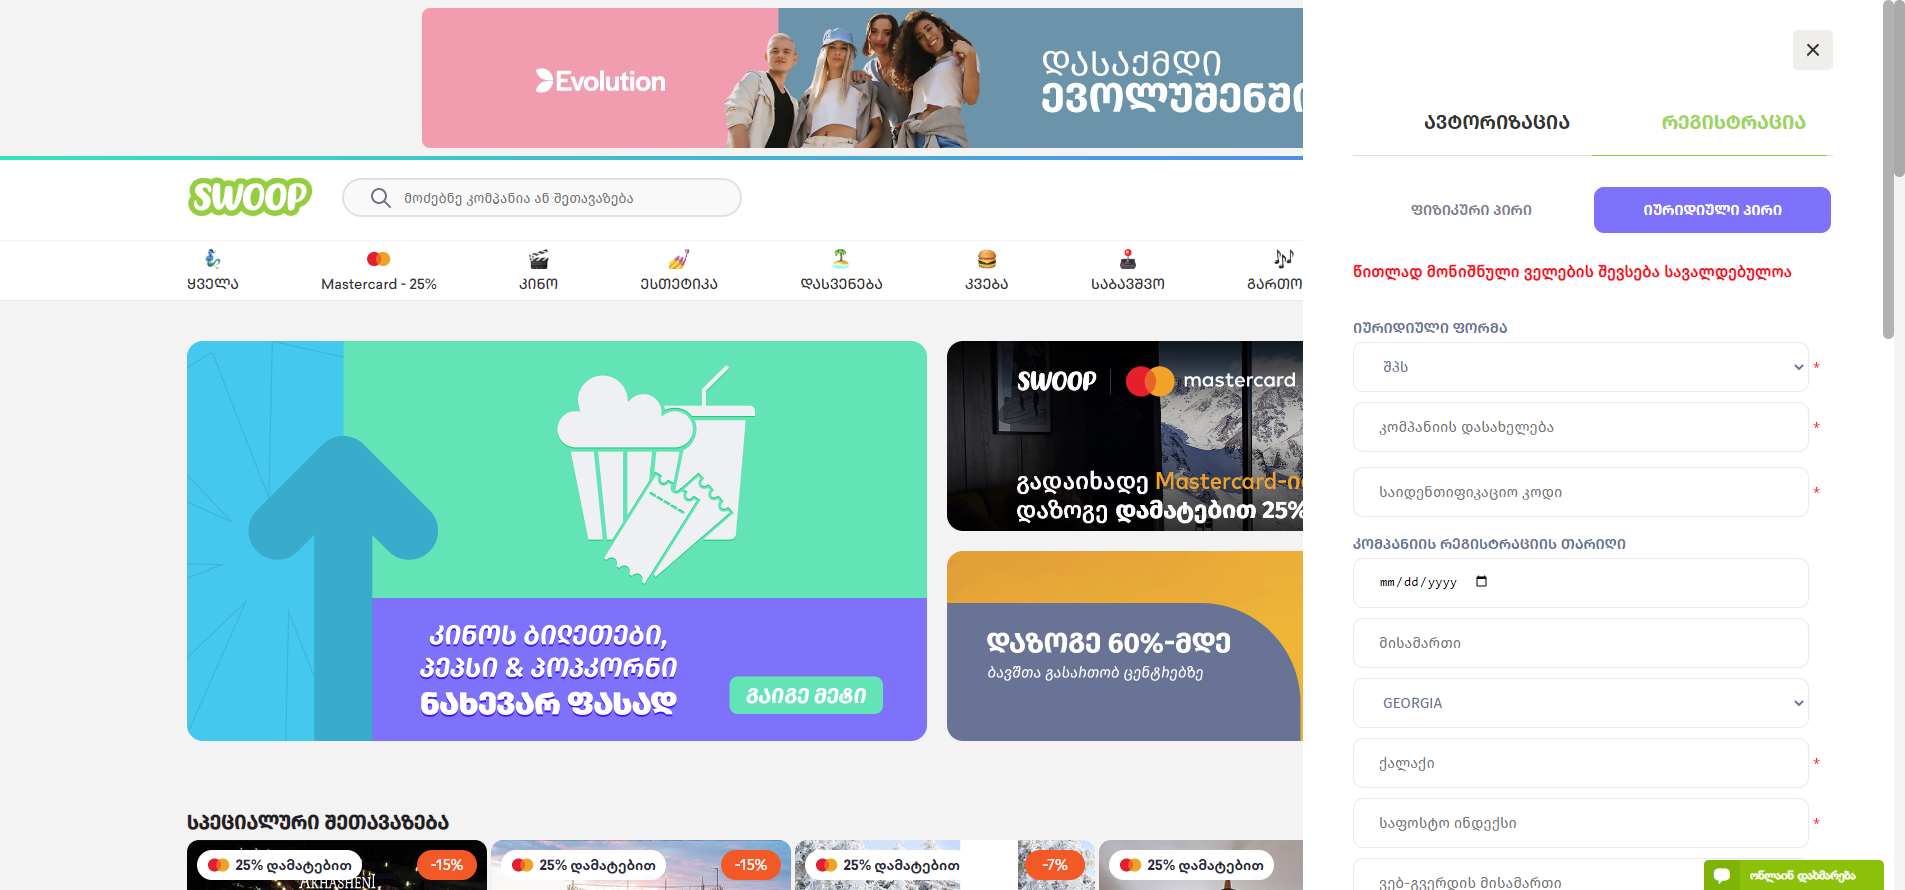 Evolution
დასაქმდი
ევოლუშენში
SWOOP
მოძებნე კომპანია ან შეთავაზება
ყველა
Mastercard - 25%
კინო
ესთეტიკა
დასვენება
კვება
საბავშვო
გართო
კინოს ბილეთები,
პეპსი & პოპკორნი
ნახევარ ფასად
გაიგე მეტი
SWOOP
mastercard
გადაიხადე Mastercard-ით
დაზოგე დამატებით 25%
დაზოგე 60%-მდე
ბავშთა გასართობ ცენტრებზე
სპეციალური შეთავაზება
25% დამატებით
-15%
AKHASHENI
25% დამატებით
-15%
25% დამატებით
-7%
25% დამატებით
ავტორიზაცია
რეგისტრაცია
ფიზიკური პირი
იურიდიული პირი
წითლად მონიშნული ველების შევსება სავალდებულოა
იურიდიული ფორმა
შპს
*
კომპანიის დასახელება
*
საიდენთიფიკაციო კოდი
*
კომპანიის რეგისტრაციის თარიღი
mm/dd/yyyy
მისამართი
GEORGIA
ქალაქი
*
საფოსტო ინდექსი
*
ვებ-გვერდის მისამართი
ონლაინ დახმარება